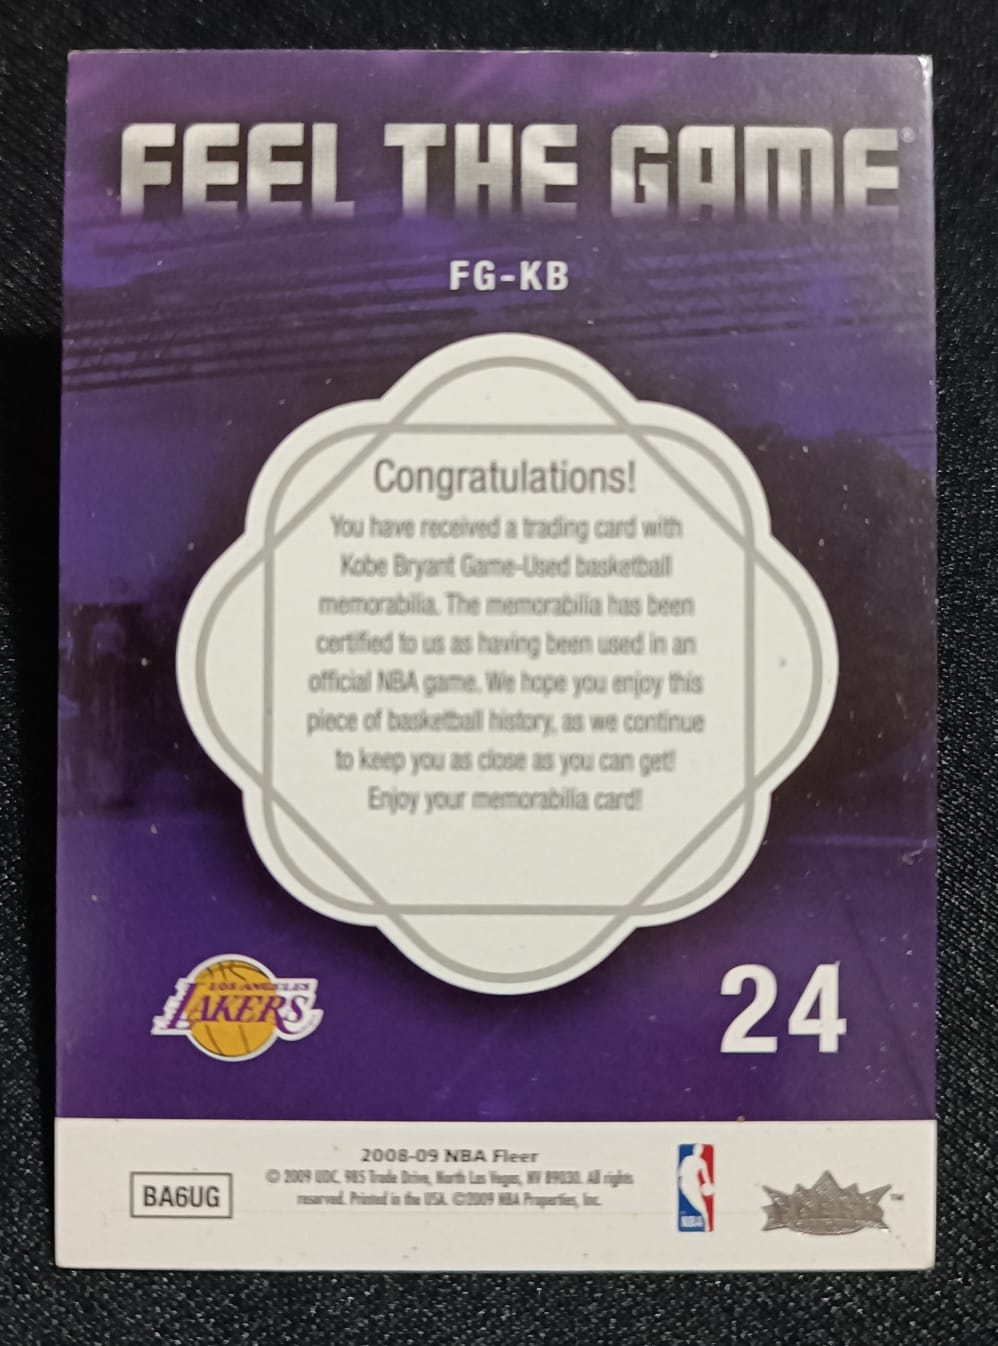 FEEL THE GAME®
FG-KB
Congratulations!
You have received a trading card with
Kobe Bryant Game-Used basketball
memorabilia. The memorabilia has been
certified to us as having been used in an
official NBA game. We hope you enjoy this
piece of basketball history, as we continue
to keep you as close as you can get!
Enjoy your memorabilia card!
LOS ANGELES
LAKERS
24
2008-09 NBA Fleer
© 2009 UDC, 985 Trade Drive, North Las Vegas, NV 89030. All rights
reserved. Printed in the USA. ©2009 NBA Properties, Inc.
BA6UG
NBA
FLEER™